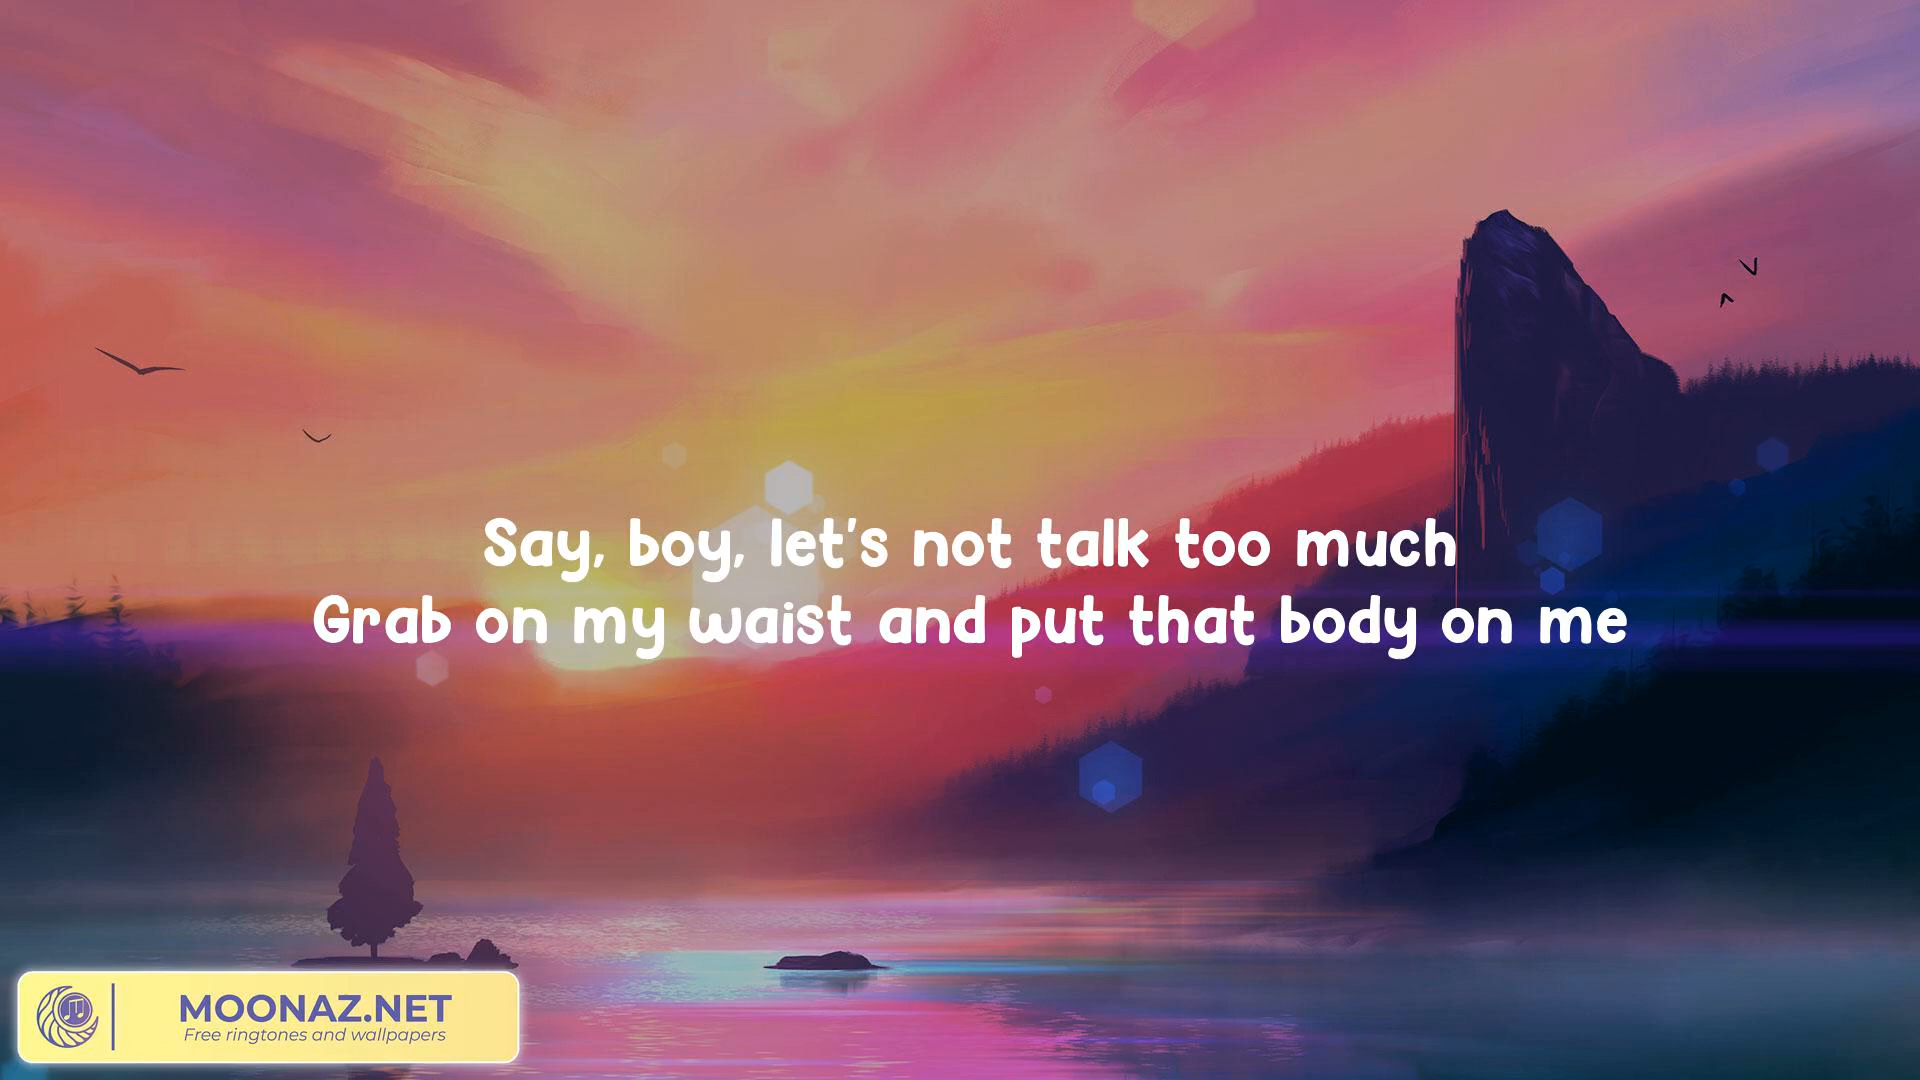 Say, boy, let's not talk too much
Grab on my waist and put that body on me
MOONAZ.NET
Free ringtones and wallpapers